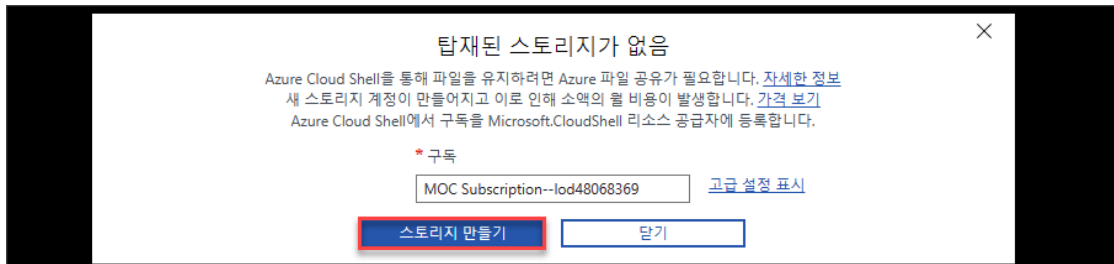 탑재된 스토리지가 없음
Azure Cloud Shell을 통해 파일을 유지하려면 Azure 파일 공유가 필요합니다. 자세한 정보
새 스토리지 계정이 만들어지고 이로 인해 소액의 월 비용이 발생합니다. 가격 보기
Azure Cloud Shell에서 구독을 Microsoft.CloudShell 리소스 공급자에 등록합니다.
* 구독
MOC Subscription--lod48068369 고급 설정 표시
스토리지 만들기 닫기